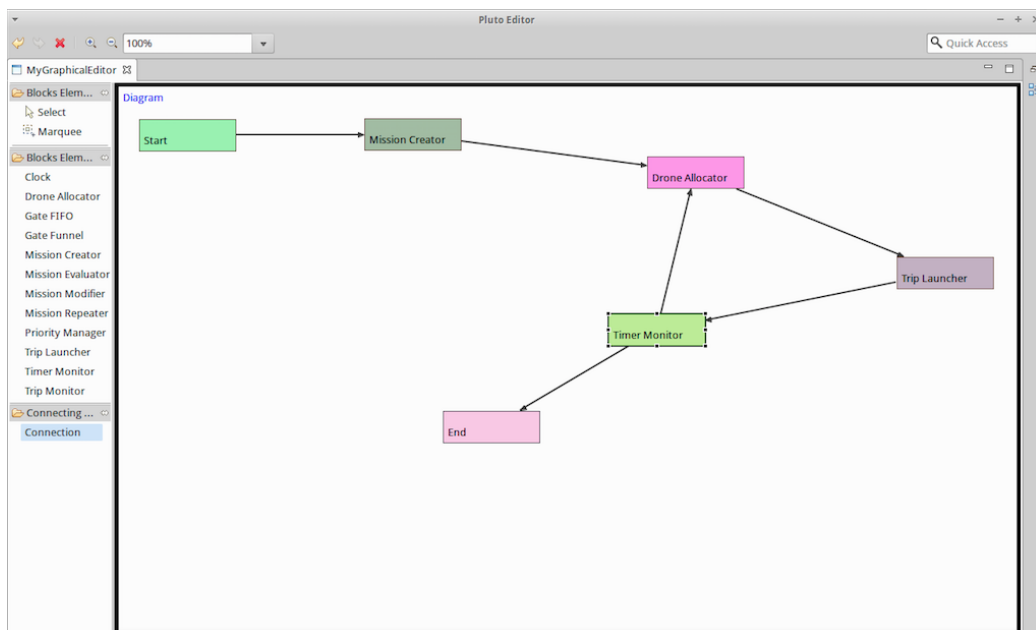 Pluto Editor
100%
Quick Access
MyGraphicalEditor
Blocks Elem...
Select
Marquee
Blocks Elem...
Clock
Drone Allocator
Gate FIFO
Gate Funnel
Mission Creator
Mission Evaluator
Mission Modifier
Mission Repeater
Priority Manager
Trip Launcher
Timer Monitor
Trip Monitor
Connecting ...
Connection
Diagram
Start
Mission Creator
Drone Allocator
Trip Launcher
Timer Monitor
End